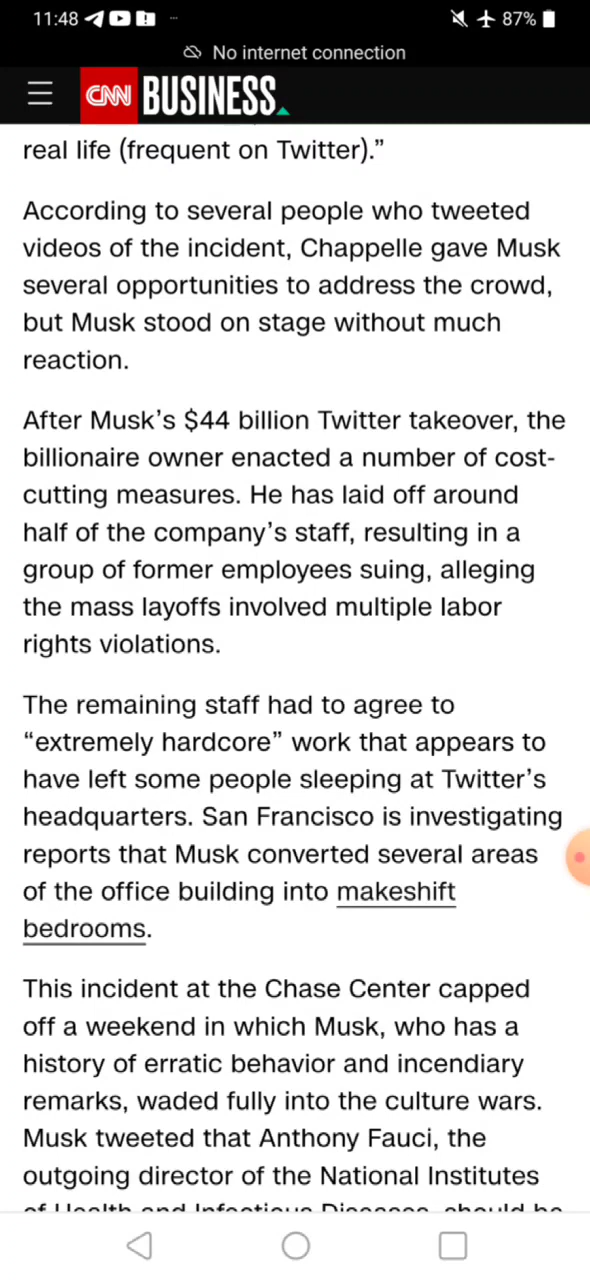 11:48
87%
No internet connection
CNN BUSINESS
real life (frequent on Twitter).”
According to several people who tweeted
videos of the incident, Chappelle gave Musk
several opportunities to address the crowd,
but Musk stood on stage without much
reaction.
After Musk’s $44 billion Twitter takeover, the
billionaire owner enacted a number of cost-
cutting measures. He has laid off around
half of the company’s staff, resulting in a
group of former employees suing, alleging
the mass layoffs involved multiple labor
rights violations.
The remaining staff had to agree to
“extremely hardcore” work that appears to
have left some people sleeping at Twitter’s
headquarters. San Francisco is investigating
reports that Musk converted several areas
of the office building into makeshift
bedrooms.
This incident at the Chase Center capped
off a weekend in which Musk, who has a
history of erratic behavior and incendiary
remarks, waded fully into the culture wars.
Musk tweeted that Anthony Fauci, the
outgoing director of the National Institutes
of Health and Infectious Diseases, should be